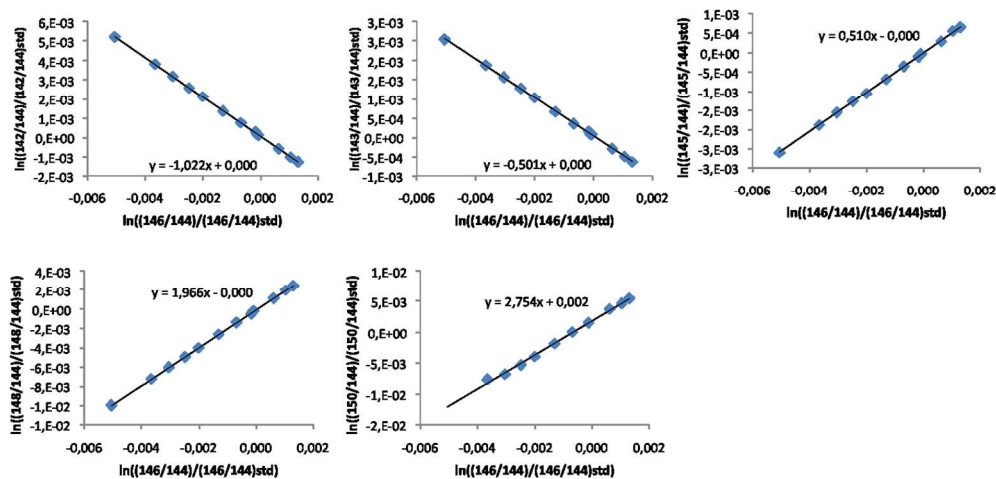 ln((142/144)/(142/144)std)
6,E-03
5,E-03
4,E-03
3,E-03
2,E-03
1,E-03
0,E+00
-1,E-03
-2,E-03
y = -1,022x + 0,000
-0,006 -0,004 -0,002 0,000 0,002
ln((146/144)/(146/144)std)
ln((143/144)/(143/144)std)
3,E-03
3,E-03
2,E-03
2,E-03
1,E-03
5,E-04
0,E+00
-5,E-04
-1,E-03
y = -0,501x + 0,000
-0,006 -0,004 -0,002 0,000 0,002
ln((146/144)/(146/144)std)
ln((145/144)/(145/144)std)
1,E-03
5,E-04
0,E+00
-5,E-04
-1,E-03
-2,E-03
-2,E-03
-3,E-03
-3,E-03
y = 0,510x - 0,000
-0,006 -0,004 -0,002 0,000 0,002
ln((146/144)/(146/144)std)
ln((148/144)/(148/144)std)
4,E-03
2,E-03
0,E+00
-2,E-03
-4,E-03
-6,E-03
-8,E-03
-1,E-02
-1,E-02
y = 1,966x - 0,000
-0,006 -0,004 -0,002 0,000 0,002
ln((146/144)/(146/144)std)
ln((150/144)/(150/144)std)
1,E-02
5,E-03
0,E+00
-5,E-03
-1,E-02
-2,E-02
y = 2,754x + 0,002
-0,006 -0,004 -0,002 0,000 0,002
ln((146/144)/(146/144)std)